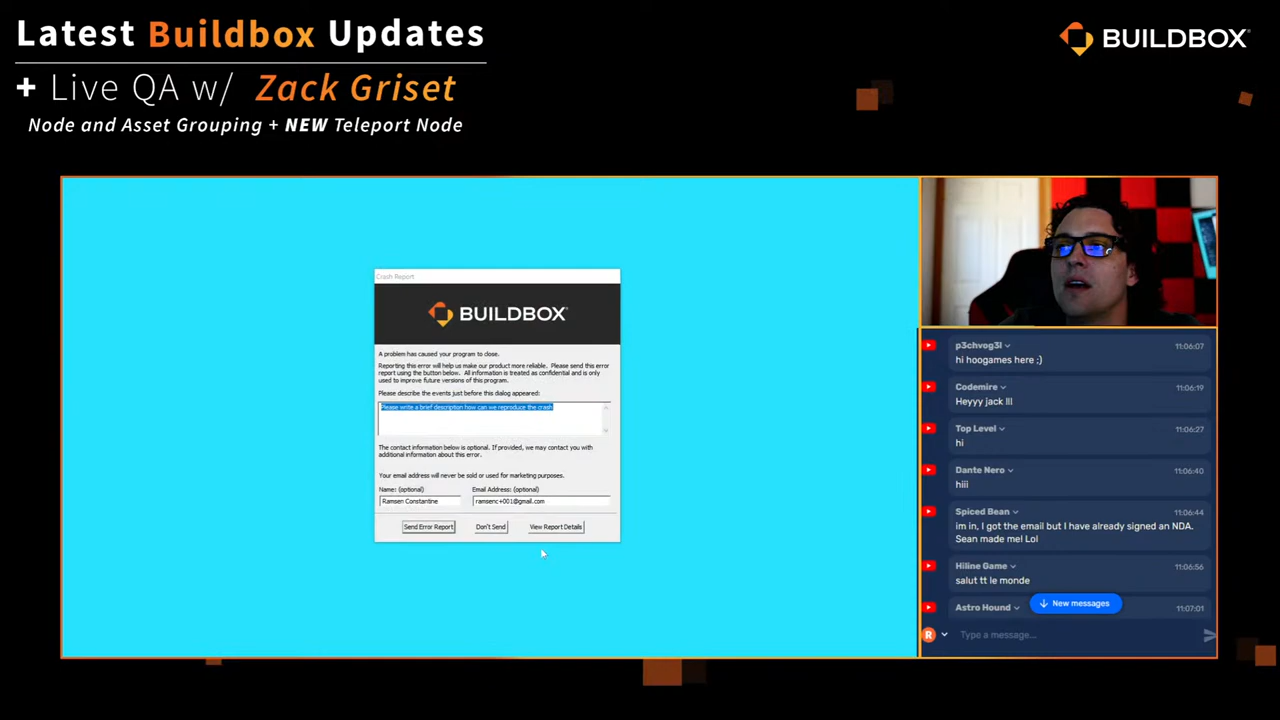 Latest Buildbox Updates
+ Live QA w/ Zack Griset
Node and Asset Grouping + NEW Teleport Node
BUILDBOX
Crash Report
BUILDBOX
A problem has caused your program to close.
Reporting this error will help us make our product more reliable. Please send this error
report using the button below. All information is treated as confidential and is only
used to improve future versions of this program.
Please describe the events just before this dialog appeared:
Please write a brief description how can we reproduce the crash
The contact information below is optional. If provided, we may contact you with
additional information about this error.
Your email address will never be sold or used for marketing purposes.
Name: (optional) Email Address: (optional)
Ramsen Constantine ramsenc+001@gmail.com
Send Error Report Don't Send View Report Details
p3chvog3l 11:06:07
hi hoogames here ;)
Codemire 11:06:19
Heyyy jack !!!
Top Level 11:06:27
hi
Dante Nero 11:06:40
hiii
Spiced Bean 11:06:44
im in, I got the email but I have already signed an NDA.
Sean made me! Lol
Hiline Game 11:06:56
salut tt le monde
Astro Hound 11:07:01
New messages
R Type a message...